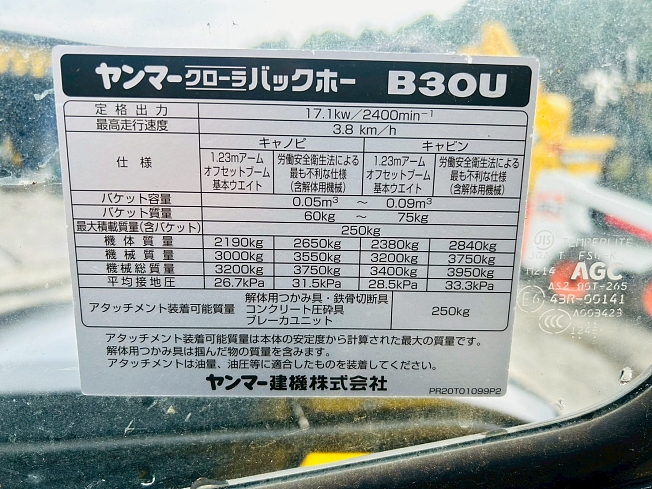 ヤンマークローラバックホー B30U
定格出力 17.1kw/2400min⁻¹
最高走行速度 3.8 km/h
仕様 キャノピ キャビン
1.23mアーム オフセットブーム 基本ウエイト 労働安全衛生法による 最も不利な仕様 (含解体用機械) 1.23mアーム オフセットブーム 基本ウエイト 労働安全衛生法による 最も不利な仕様 (含解体用機械)
バケット容量 0.05m³ ~ 0.09m³
バケット質量 60kg ~ 75kg
最大積載質量(含バケット) 250kg
機体質量 2190kg 2650kg 2380kg 2840kg
機械質量 3000kg 3550kg 3200kg 3750kg
機械総質量 3200kg 3750kg 3400kg 3950kg
平均接地圧 26.7kPa 31.5kPa 28.5kPa 33.3kPa
アタッチメント装着可能質量 解体用つかみ具・鉄骨切断具 コンクリート圧砕具 ブレーカユニット 250kg
アタッチメント装着可能質量は本体の安定度から計算された最大の質量です。
解体用つかみ具は掴んだ物の質量を含みます。
アタッチメントは油量、油圧等に適合したものを装着してください。
ヤンマー建機株式会社
PR20T01099P2
TEMPERLITE
M214 AGC
43R-00141
A003423